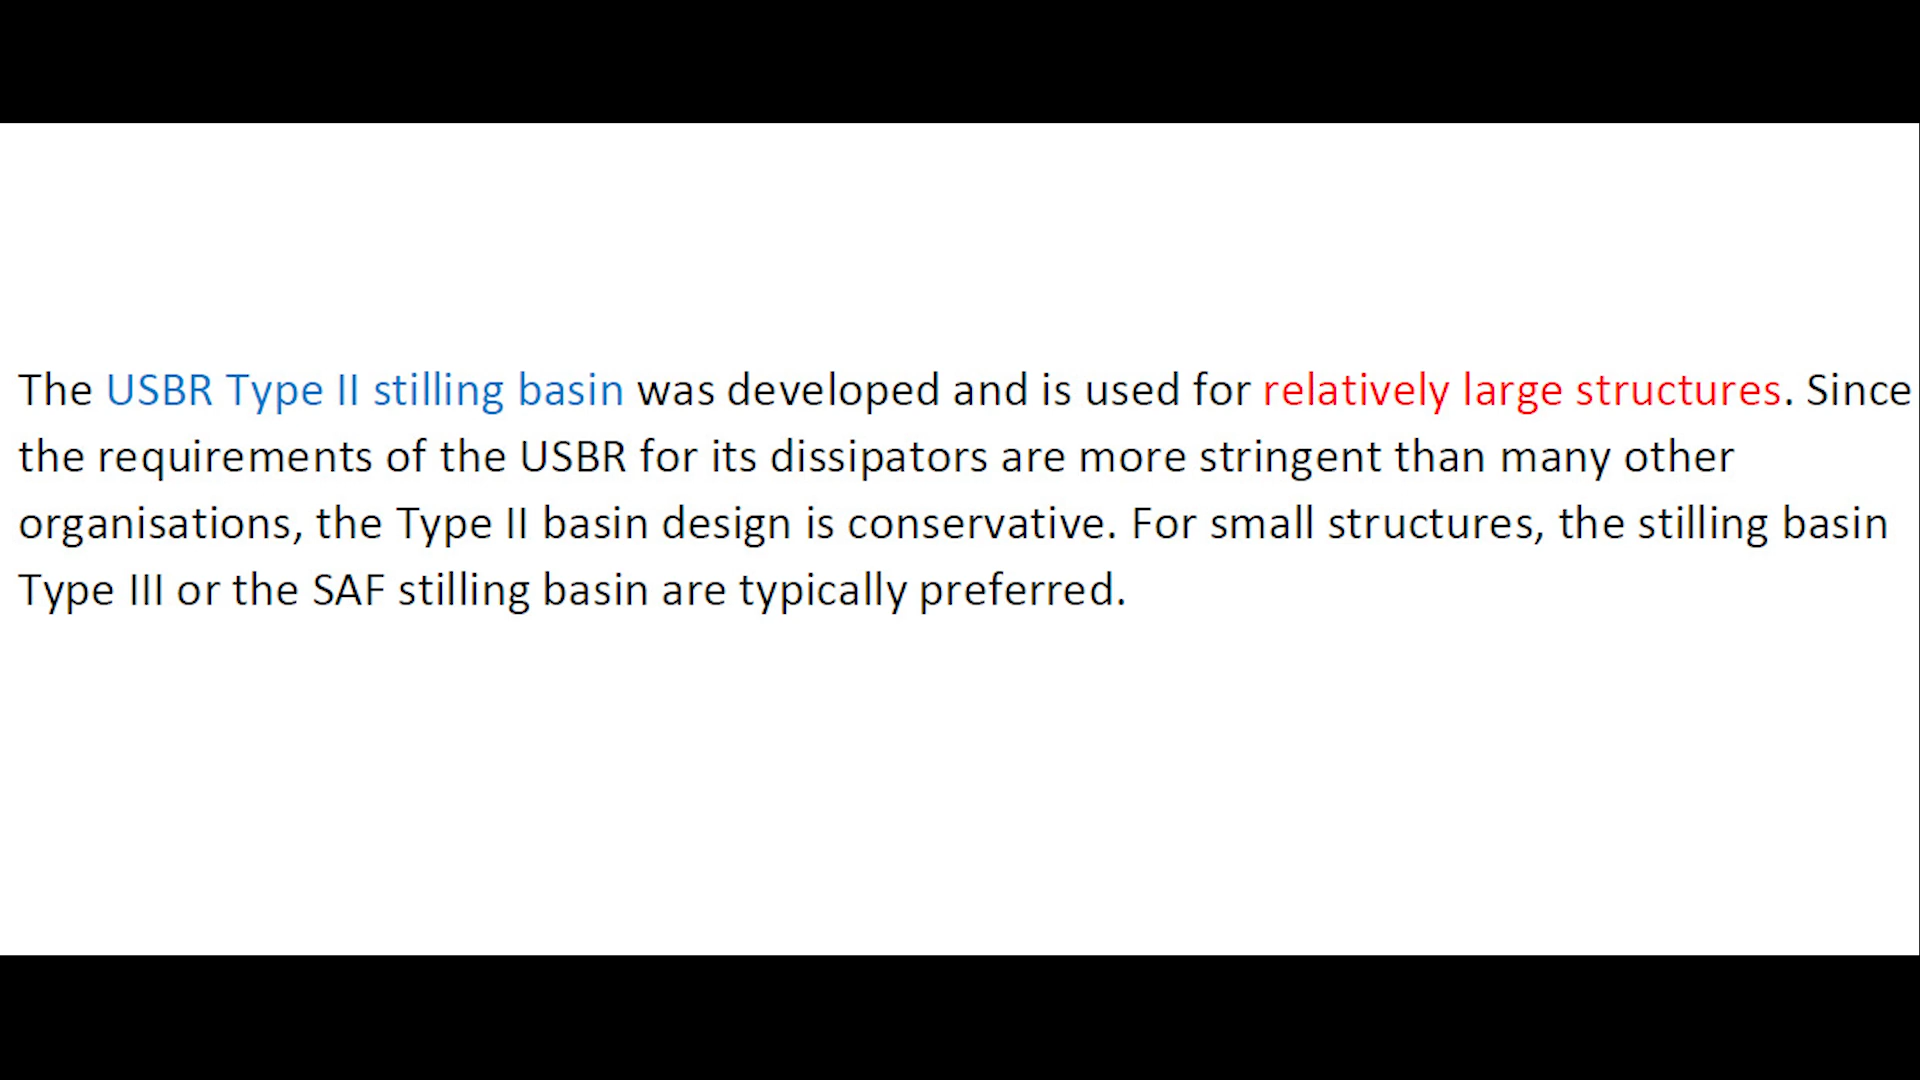 The USBR Type II stilling basin was developed and is used for relatively large structures. Since
the requirements of the USBR for its dissipators are more stringent than many other
organisations, the Type II basin design is conservative. For small structures, the stilling basin
Type III or the SAF stilling basin are typically preferred.